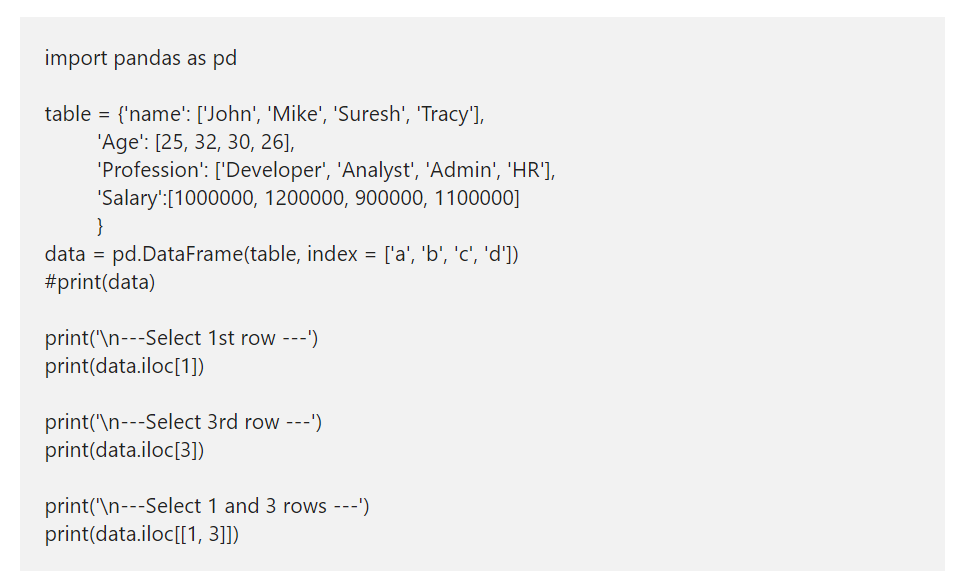 import pandas as pd
table = {'name': ['John', 'Mike', 'Suresh', 'Tracy'],
'Age': [25, 32, 30, 26],
'Profession': ['Developer', 'Analyst', 'Admin', 'HR'],
'Salary':[1000000, 1200000, 900000, 1100000]
}
data = pd.DataFrame(table, index = ['a', 'b', 'c', 'd'])
#print(data)
print('\n---Select 1st row ---')
print(data.iloc[1])
print('\n---Select 3rd row ---')
print(data.iloc[3])
print('\n---Select 1 and 3 rows ---')
print(data.iloc[[1, 3]])